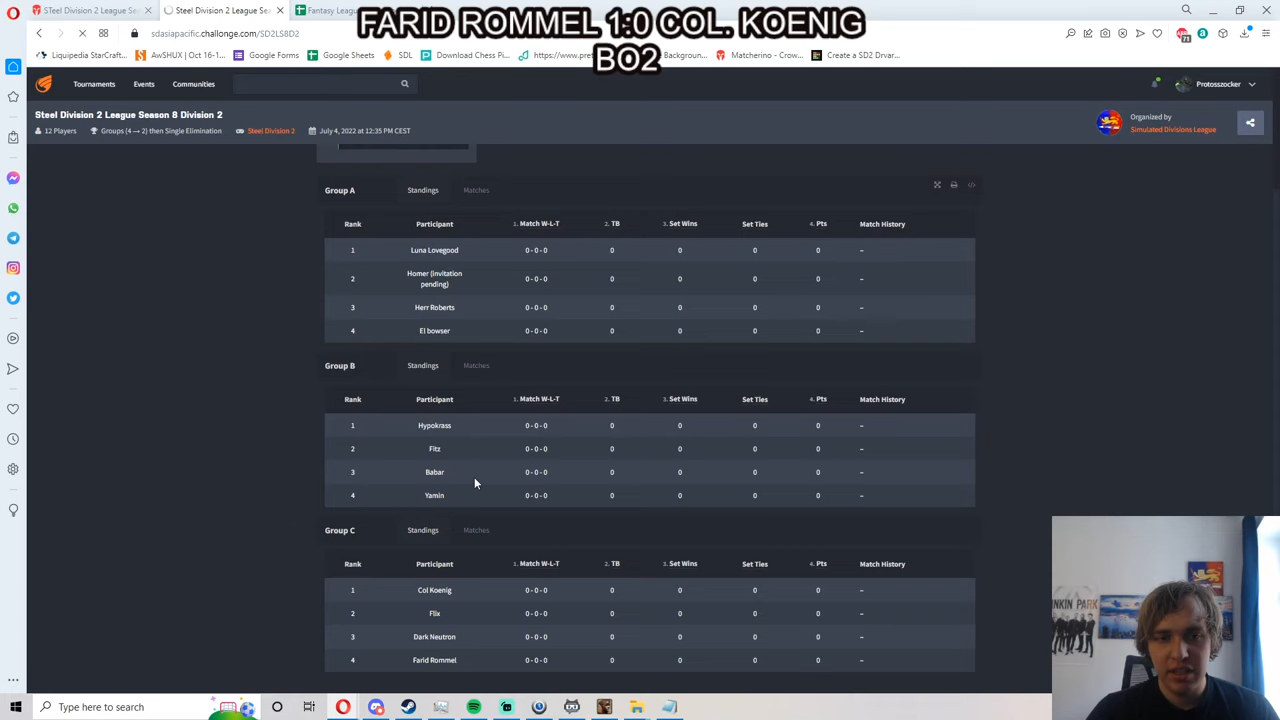 FARID ROMMEL 1:0 COL. KOENIG
BO2
STeel Division 2 League Sea
Steel Division 2 League Sea
Fantasy Leagu
sdasiapacific.challonge.com/SD2LS8D2
71
Liquipedia StarCraft
AwSHUX | Oct 16-1...
Google Forms
Google Sheets
SDL
Download Chess Pi...
https://www.pret
Background...
Matcherino - Crow...
Create a SD2 Drvar...
Tournaments
Events
Communities
Protosszocker
Steel Division 2 League Season 8 Division 2
12 Players
Groups (4 → 2) then Single Elimination
Steel Division 2
July 4, 2022 at 12:35 PM CEST
Organized by
Simulated Divisions League
Group A Standings Matches
Rank Participant 1. Match W-L-T 2. TB 3. Set Wins Set Ties 4. Pts Match History
1 Luna Lovegood 0 - 0 - 0 0 0 0 0 –
2 Homer (invitation pending) 0 - 0 - 0 0 0 0 0 –
3 Herr Roberts 0 - 0 - 0 0 0 0 0 –
4 El bowser 0 - 0 - 0 0 0 0 0 –
Group B Standings Matches
Rank Participant 1. Match W-L-T 2. TB 3. Set Wins Set Ties 4. Pts Match History
1 Hypokrass 0 - 0 - 0 0 0 0 0 –
2 Fitz 0 - 0 - 0 0 0 0 0 –
3 Babar 0 - 0 - 0 0 0 0 0 –
4 Yamin 0 - 0 - 0 0 0 0 0 –
Group C Standings Matches
Rank Participant 1. Match W-L-T 2. TB 3. Set Wins Set Ties 4. Pts Match History
1 Col Koenig 0 - 0 - 0 0 0 0 0 –
2 Flix 0 - 0 - 0 0 0 0 0 –
3 Dark Neutron 0 - 0 - 0 0 0 0 0 –
4 Farid Rommel 0 - 0 - 0 0 0 0 0 –
INKIN PARK
Type here to search